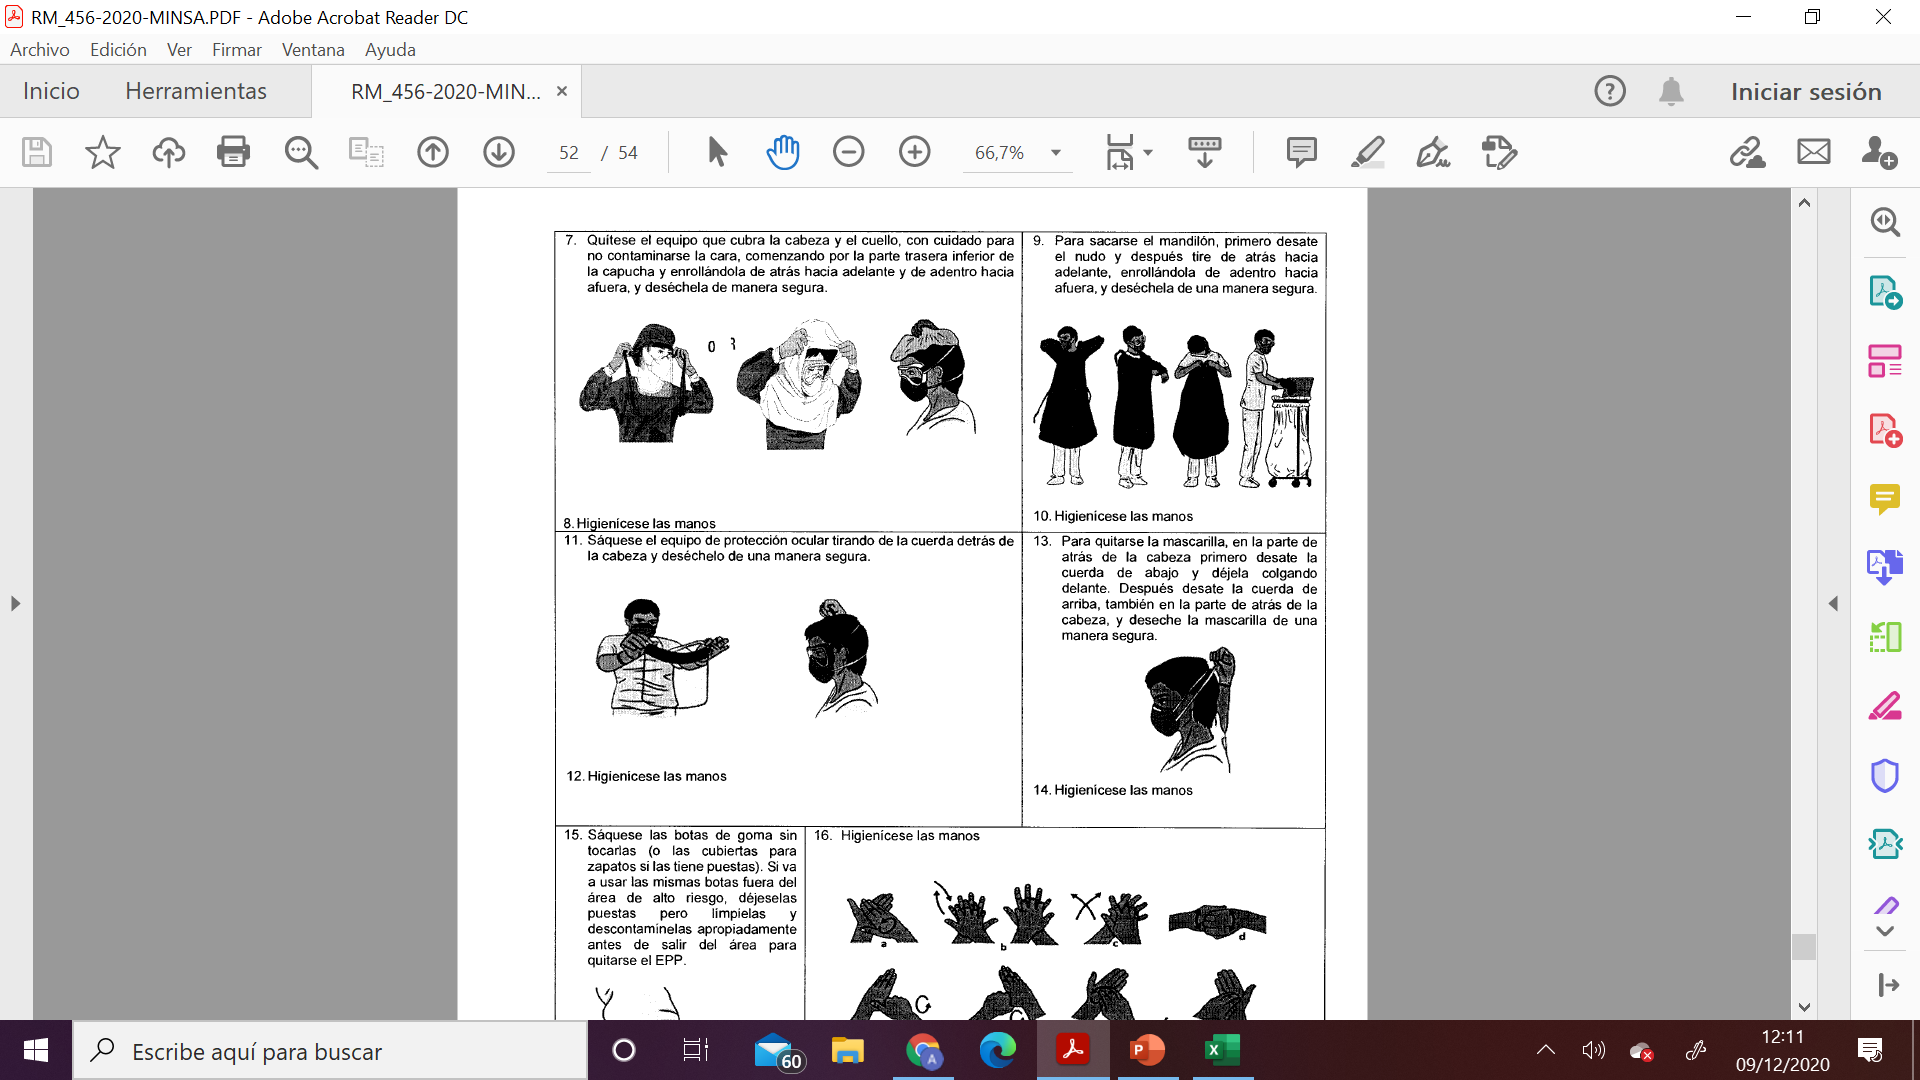 RM_456-2020-MINSA.PDF - Adobe Acrobat Reader DC
Archivo Edición Ver Firmar Ventana Ayuda
Inicio Herramientas RM_456-2020-MIN... × Iniciar sesión
52 / 54 66,7%
7. Quítese el equipo que cubra la cabeza y el cuello, con cuidado para
no contaminarse la cara, comenzando por la parte trasera inferior de
la capucha y enrollándola de atrás hacia adelante y de adentro hacia
afuera, y deséchela de manera segura.
O R
8. Higienícese las manos
9. Para sacarse el mandilón, primero desate
el nudo y después tire de atrás hacia
adelante, enrollándola de adentro hacia
afuera, y deséchela de una manera segura.
10. Higienícese las manos
11. Sáquese el equipo de protección ocular tirando de la cuerda detrás de
la cabeza y deséchelo de una manera segura.
12. Higienícese las manos
13. Para quitarse la mascarilla, en la parte de
atrás de la cabeza primero desate la
cuerda de abajo y déjela colgando
delante. Después desate la cuerda de
arriba, también en la parte de atrás de la
cabeza, y deseche la mascarilla de una
manera segura.
14. Higienícese las manos
15. Sáquese las botas de goma sin
tocarlas (o las cubiertas para
zapatos si las tiene puestas). Si va
a usar las mismas botas fuera del
área de alto riesgo, déjeselas
puestas pero límpielas y
descontamínelas apropiadamente
antes de salir del área para
quitarse el EPP.
16. Higienícese las manos
a b c d
Escribe aquí para buscar
60
A
12:11
09/12/2020